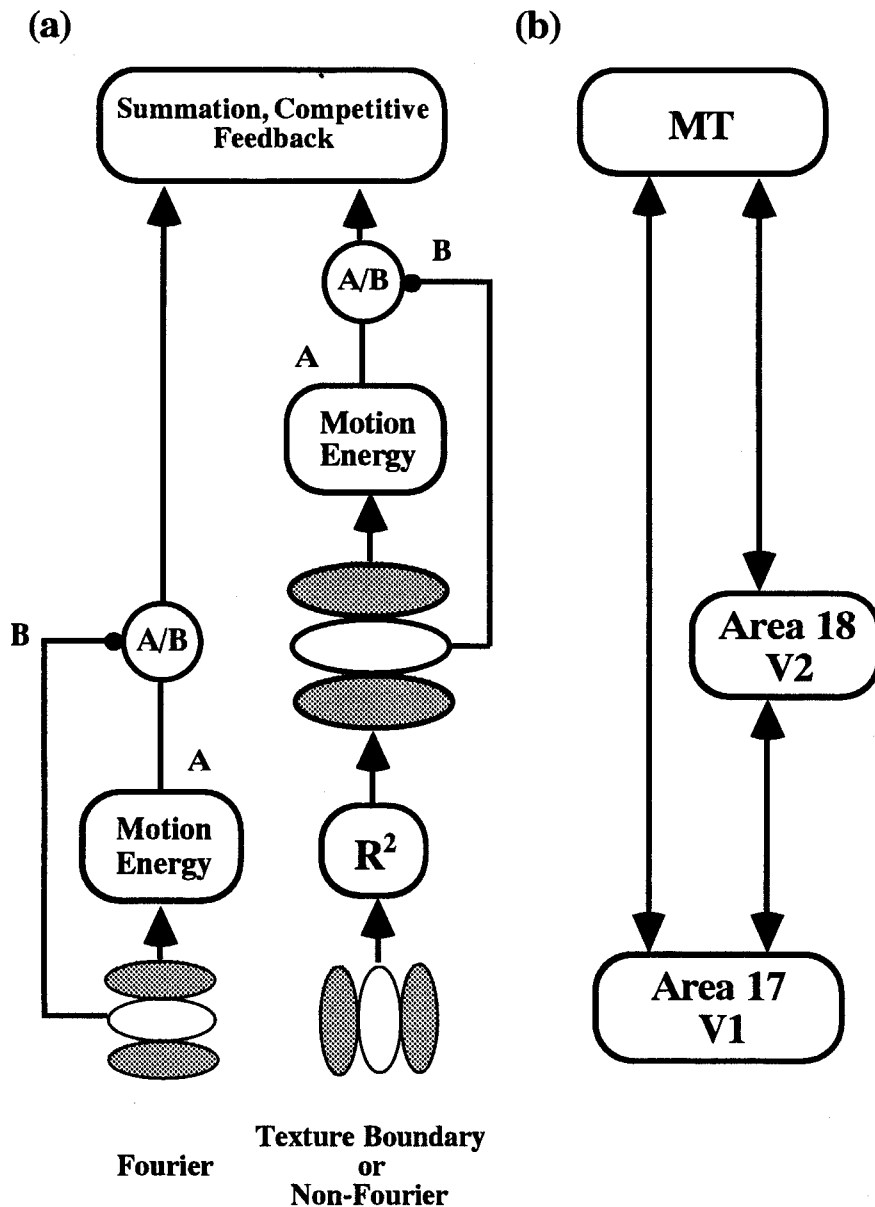 (a)
(b)
Summation, Competitive
Feedback
MT
B
A/B
A
Motion
Energy
B
A/B
Area 18
V2
A
Motion
Energy
R²
Area 17
V1
Fourier
Texture Boundary
or
Non-Fourier